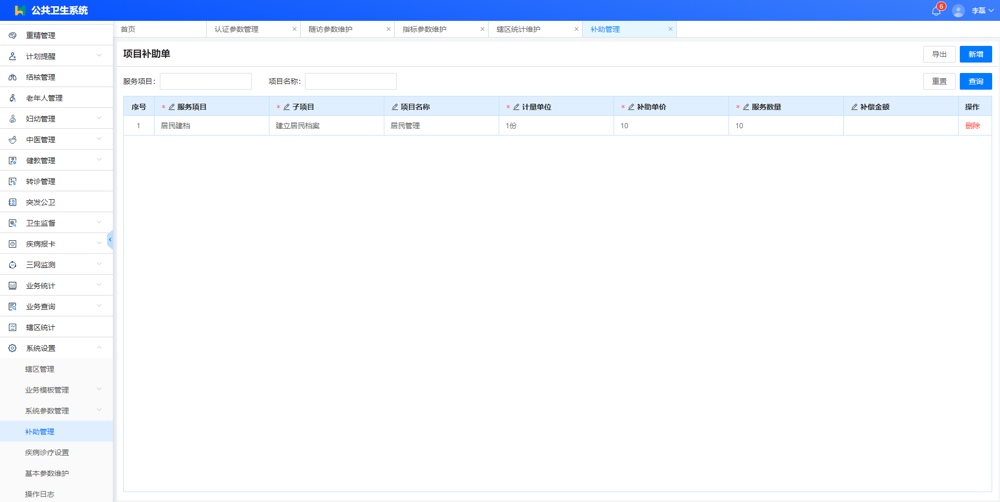 公共卫生系统
6
李磊
首页
认证参数管理
随访参数维护
指标参数维护
辖区统计维护
补助管理
重精管理
计划提醒
结核管理
老年人管理
妇幼管理
中医管理
健教管理
转诊管理
突发公卫
卫生监督
疾病报卡
三网监测
业务统计
业务查询
辖区统计
系统设置
辖区管理
业务模板管理
系统参数管理
补助管理
疾病诊疗设置
基本参数维护
操作日志
项目补助单
导出 新增
服务项目: 项目名称: 重置 查询
序号 * 服务项目 * 子项目 项目名称 * 计量单位 * 补助单价 * 服务数量 补偿金额 操作
1 居民建档 建立居民档案 居民管理 1份 10 10 删除